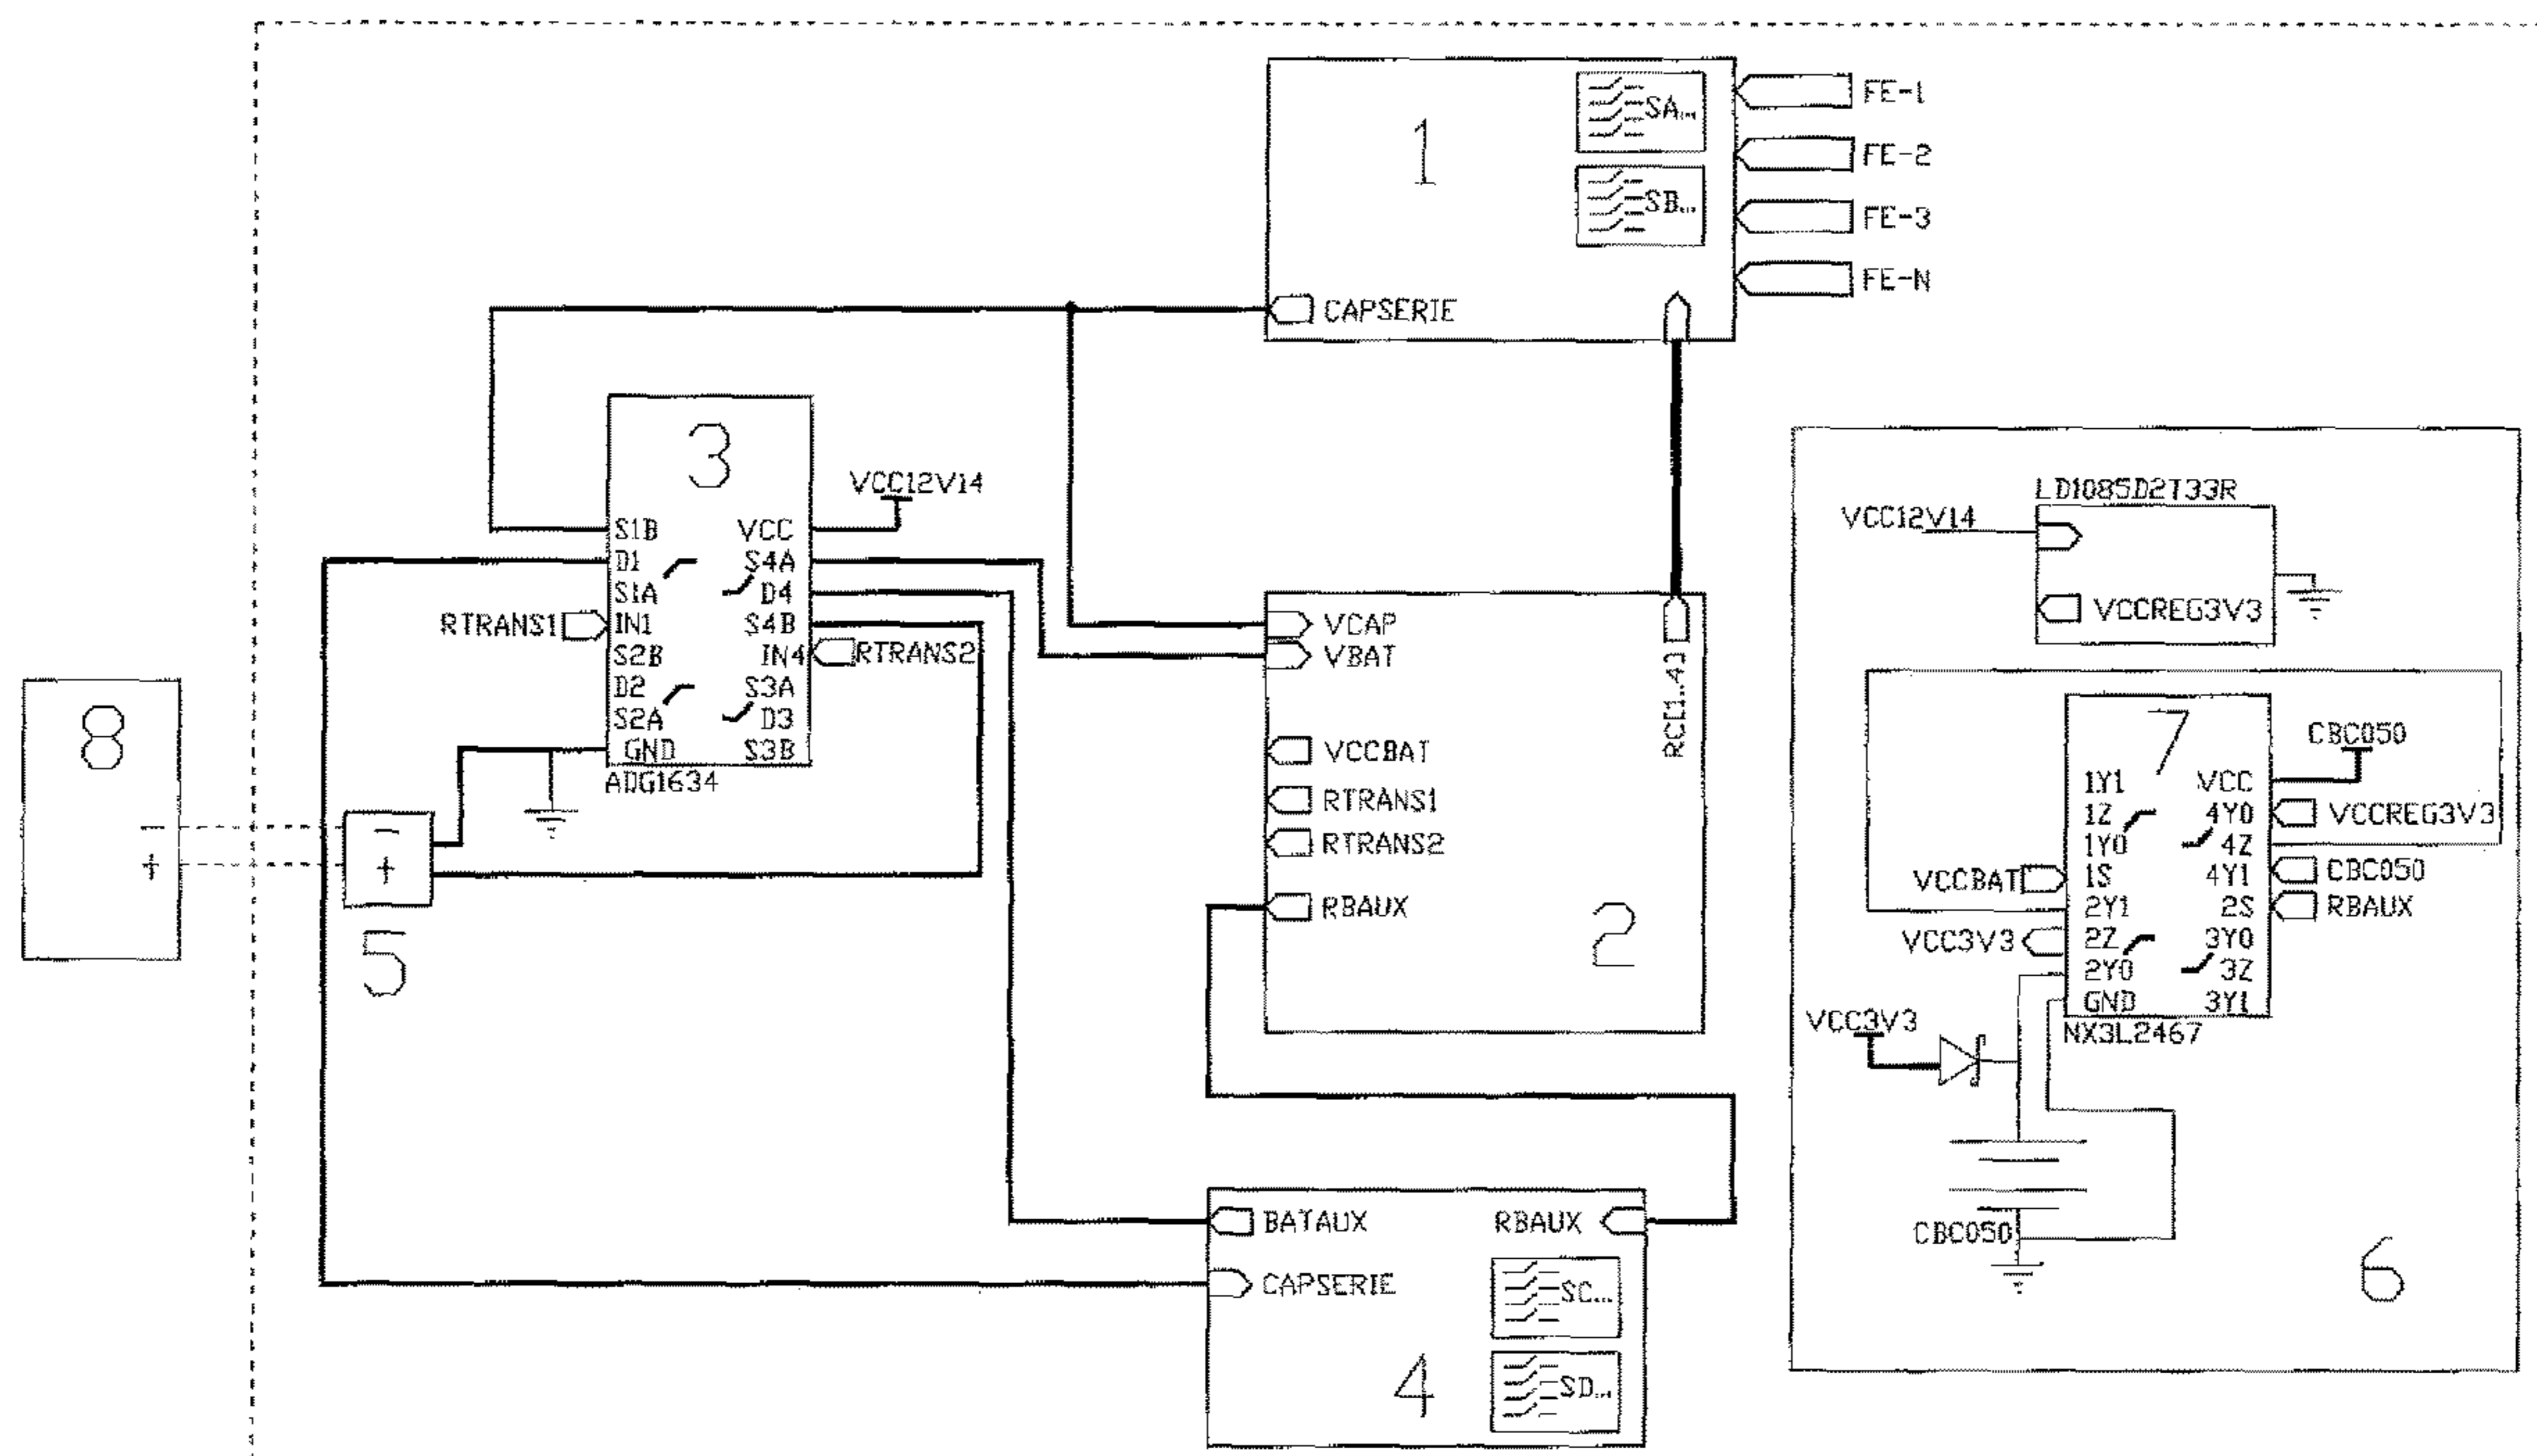 SA...
FE-1
1
FE-2
SB...
FE-3
FE-N
CAPSERIE
3
VCC12V14
S1B VCC
D1 S4A
S1A D4
RTRANS1 IN1 S4B
S2B IN4 RTRANS2
D2 S3A
S2A D3
GND S3B
ADG1634
VCAP
VBAT
RC[1..4]
VCCBAT
RTRANS1
RTRANS2
RBAUX
2
8
−
+
−
+
5
BATAUX RBAUX
CAPSERIE
SC...
SD...
4
LD1085D2T33R
VCC12V14
VCCREG3V3
7
CBC050
1Y1 VCC
1Z 4Y0 VCCREG3V3
1Y0 4Z
VCCBAT 1S 4Y1 CBC050
2Y1 2S RBAUX
VCC3V3 2Z 3Y0
2Y0 3Z
GND 3Y1
NX3L2467
VCC3V3
CBC050
6